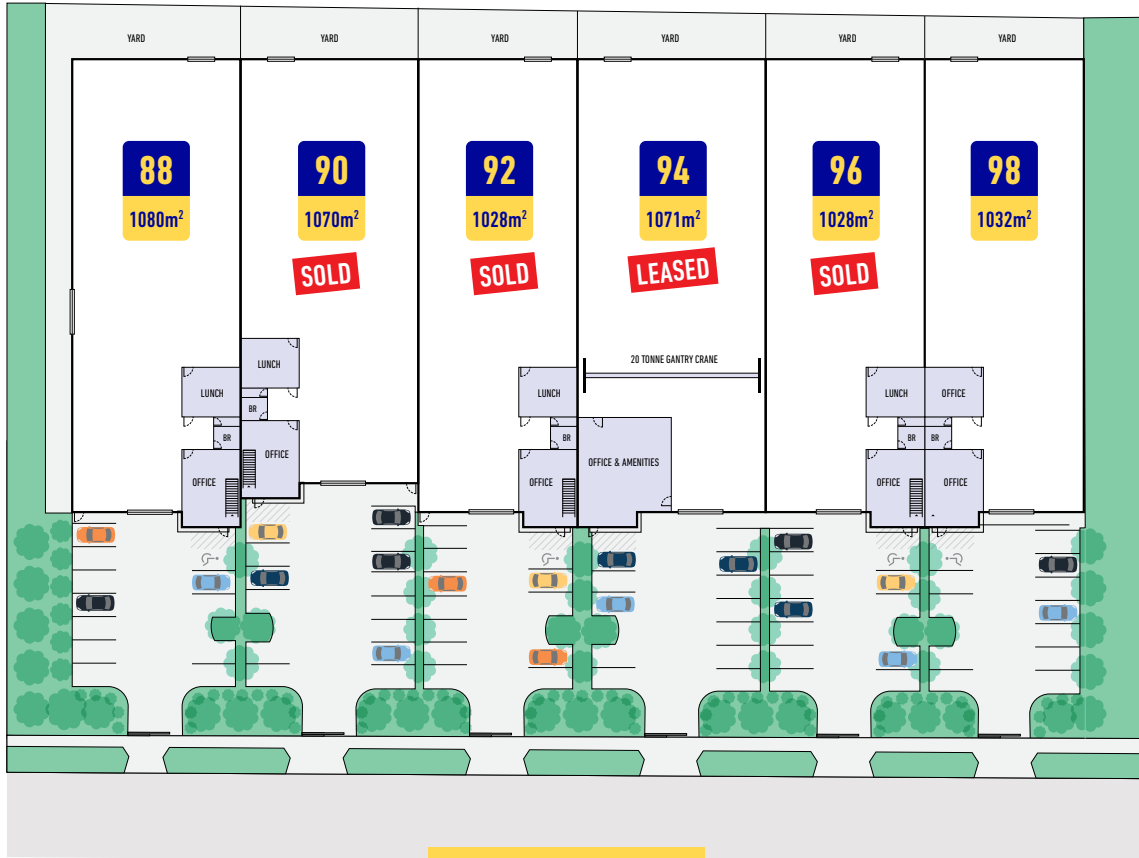 YARD
YARD
YARD
YARD
YARD
YARD
88
1080m²
90
1070m²
SOLD
92
1028m²
SOLD
94
1071m²
LEASED
96
1028m²
SOLD
98
1032m²
20 TONNE GANTRY CRANE
LUNCH
BR
OFFICE
LUNCH
BR
OFFICE
LUNCH
BR
OFFICE
OFFICE & AMENITIES
LUNCH
BR
OFFICE
OFFICE
BR
OFFICE